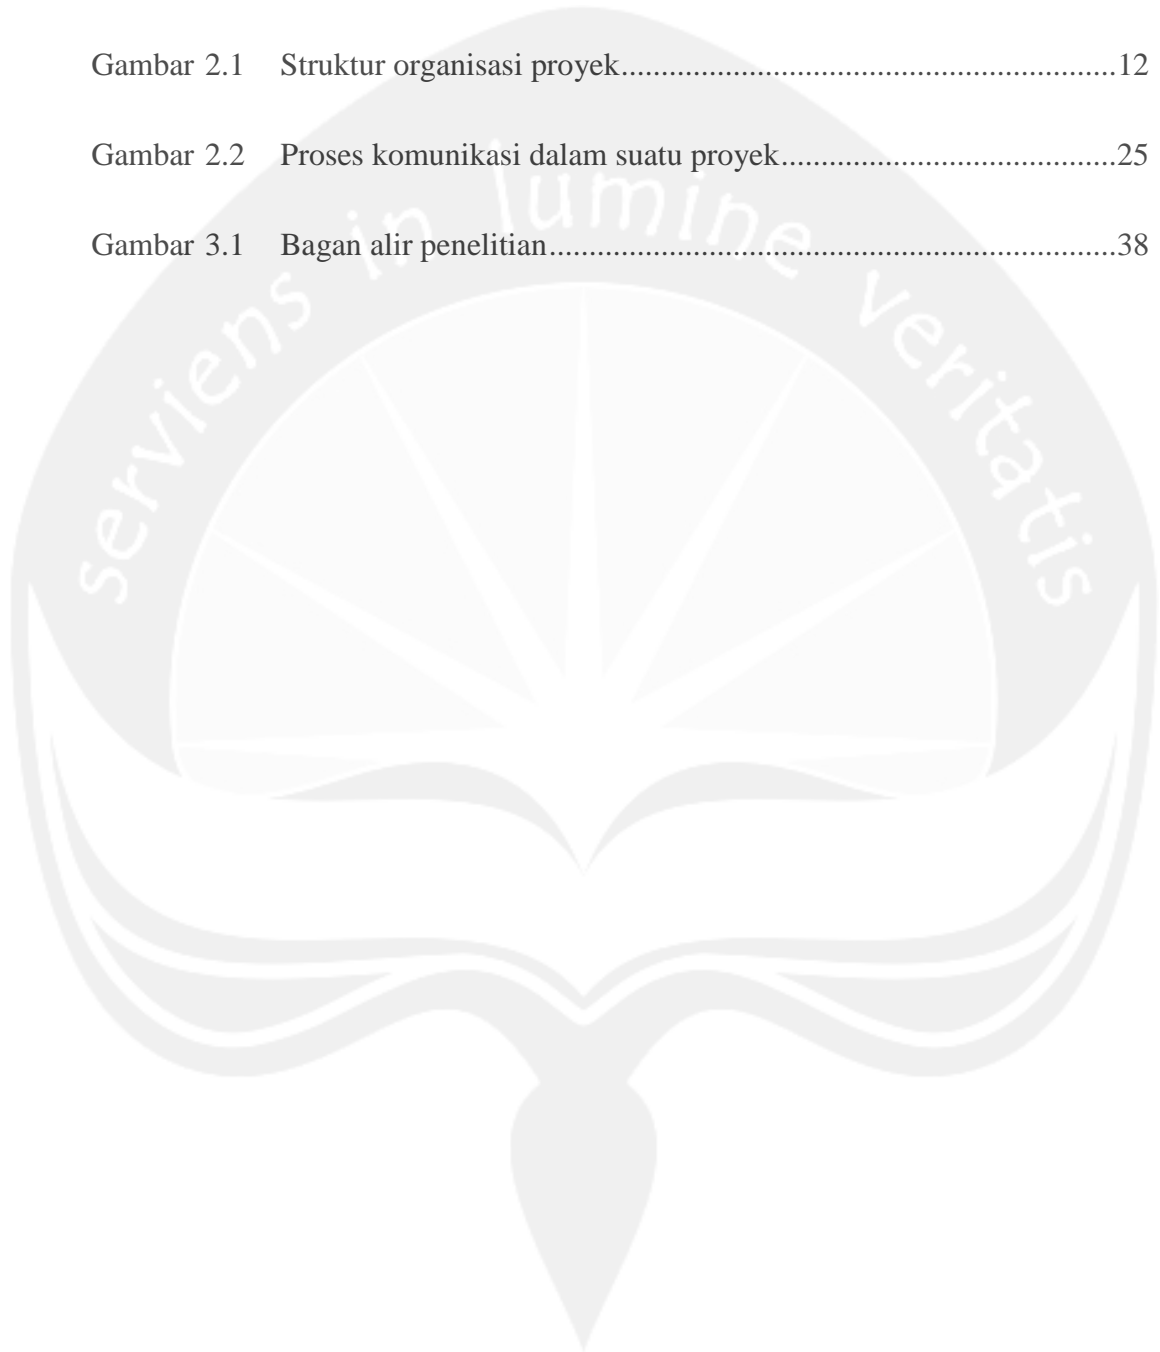 Gambar 2.1 Struktur organisasi proyek.............................................................12
Gambar 2.2 Proses komunikasi dalam suatu proyek.........................................25
Gambar 3.1 Bagan alir penelitian......................................................................38
serviens in lumine veritatis